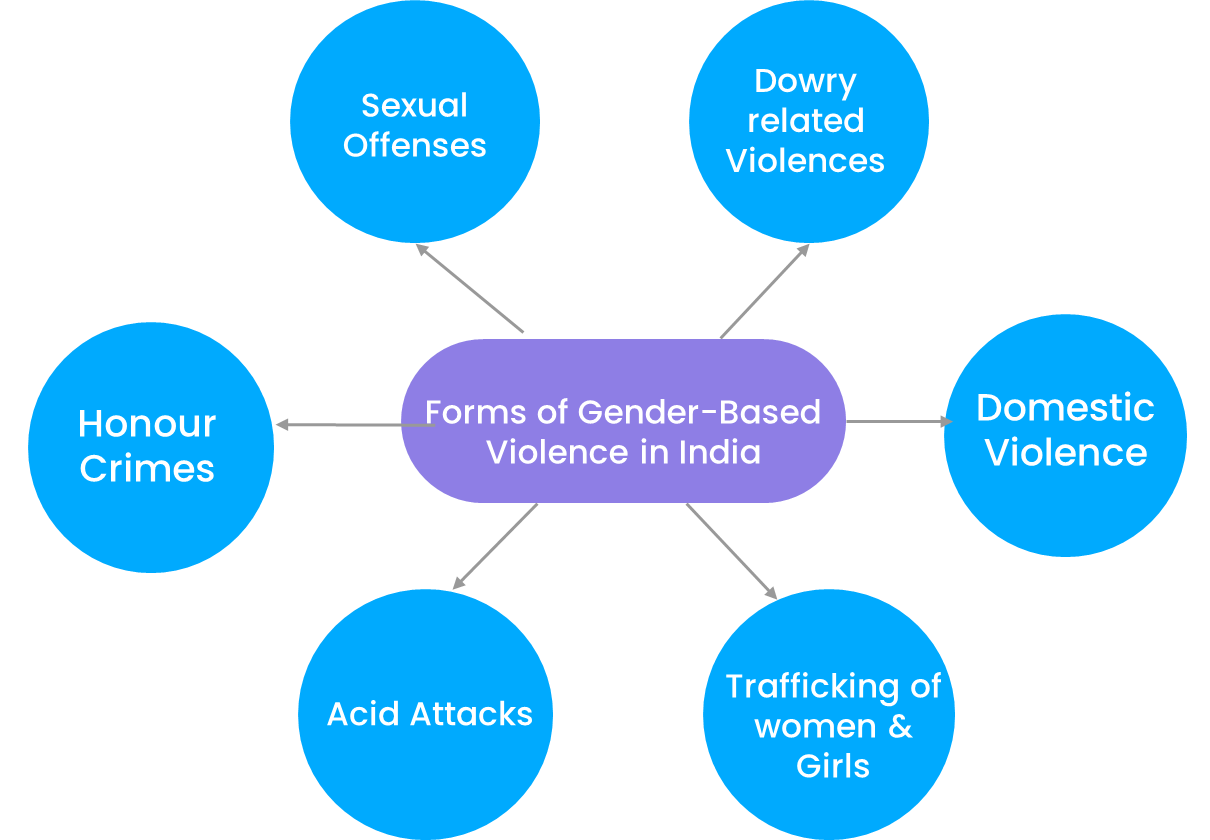 Sexual
Offenses
Dowry
related
Violences
Honour
Crimes
Forms of Gender-Based
Violence in India
Domestic
Violence
Acid Attacks
Trafficking of
women &
Girls